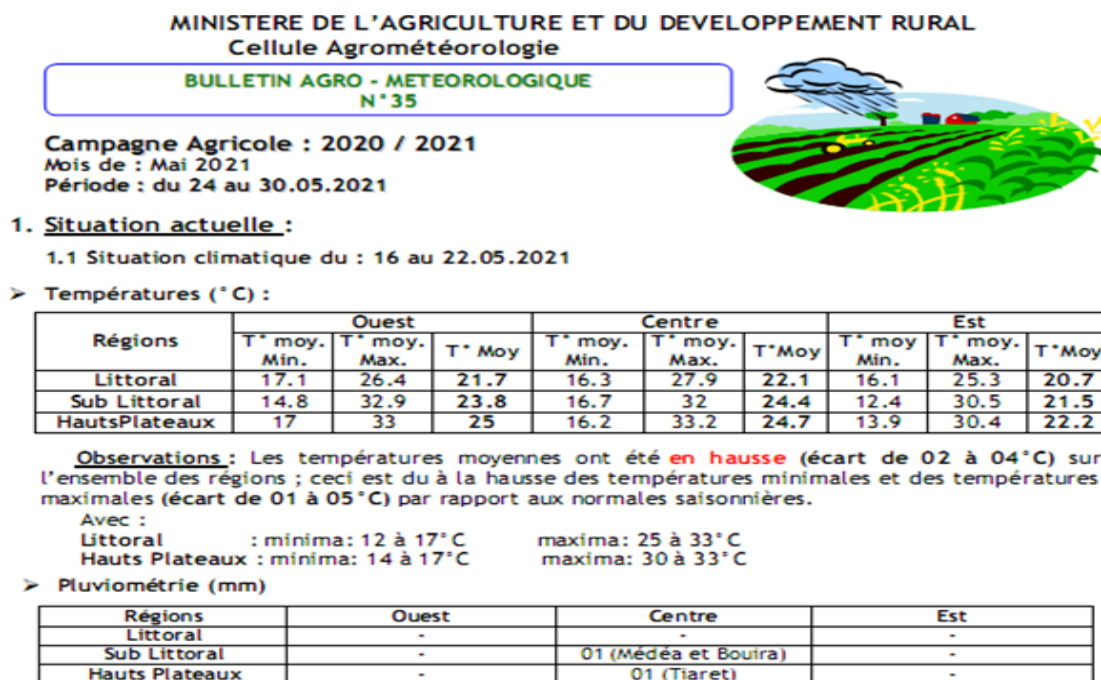 MINISTERE DE L'AGRICULTURE ET DU DEVELOPPEMENT RURAL
Cellule Agrométéorologie
BULLETIN AGRO - METEOROLOGIQUE
N°35
Campagne Agricole : 2020 / 2021
Mois de : Mai 2021
Période : du 24 au 30.05.2021
1. Situation actuelle :
1.1 Situation climatique du : 16 au 22.05.2021
➢ Températures (°C) :
Régions Ouest Centre Est
T° moy. Min. T° moy. Max. T° Moy T° moy. Min. T° moy. Max. T°Moy T° moy Min. T° moy. Max. T°Moy
Littoral 17.1 26.4 21.7 16.3 27.9 22.1 16.1 25.3 20.7
Sub Littoral 14.8 32.9 23.8 16.7 32 24.4 12.4 30.5 21.5
HautsPlateaux 17 33 25 16.2 33.2 24.7 13.9 30.4 22.2
Observations : Les températures moyennes ont été en hausse (écart de 02 à 04°C) sur
l'ensemble des régions ; ceci est du à la hausse des températures minimales et des températures
maximales (écart de 01 à 05°C) par rapport aux normales saisonnières.
Avec :
Littoral : minima: 12 à 17°C maxima: 25 à 33°C
Hauts Plateaux : minima: 14 à 17°C maxima: 30 à 33°C
➢ Pluviométrie (mm)
Régions Ouest Centre Est
Littoral - - -
Sub Littoral - 01 (Médéa et Bouira) -
Hauts Plateaux - 01 (Tiaret) -